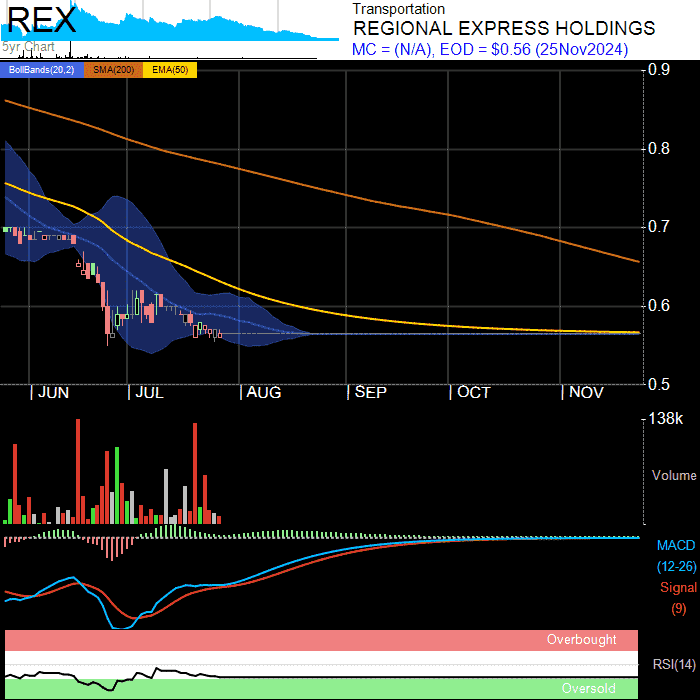 REX
5yr Chart
Transportation
REGIONAL EXPRESS HOLDINGS
MC = (N/A), EOD = $0.56 (25Nov2024)
BollBands(20,2) SMA(200) EMA(50)
0.9
0.8
0.7
0.6
0.5
JUN JUL AUG SEP OCT NOV
138k
Volume
MACD
(12-26)
Signal
(9)
Overbought
RSI(14)
Oversold